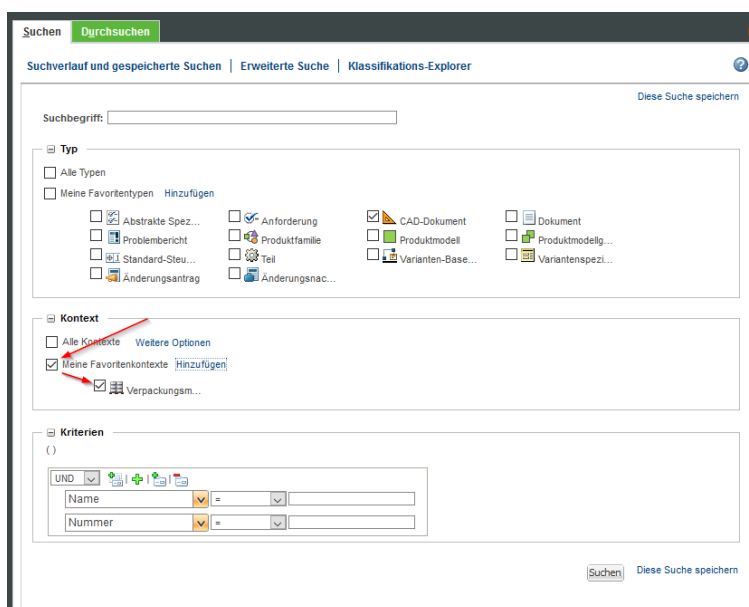 Suchen Durchsuchen
Suchverlauf und gespeicherte Suchen | Erweiterte Suche | Klassifikations-Explorer
Diese Suche speichern
Suchbegriff:
Typ
Alle Typen
Meine Favoritentypen Hinzufügen
Abstrakte Spez... Anforderung CAD-Dokument Dokument
Problembericht Produktfamilie Produktmodell Produktmodellg...
Standard-Steu... Teil Varianten-Base... Variantenspezi...
Änderungsantrag Änderungsnac...
Kontext
Alle Kontexte Weitere Optionen
Meine Favoritenkontexte Hinzufügen
Verpackungsm...
Kriterien
( )
UND
Name =
Nummer =
Suchen Diese Suche speichern